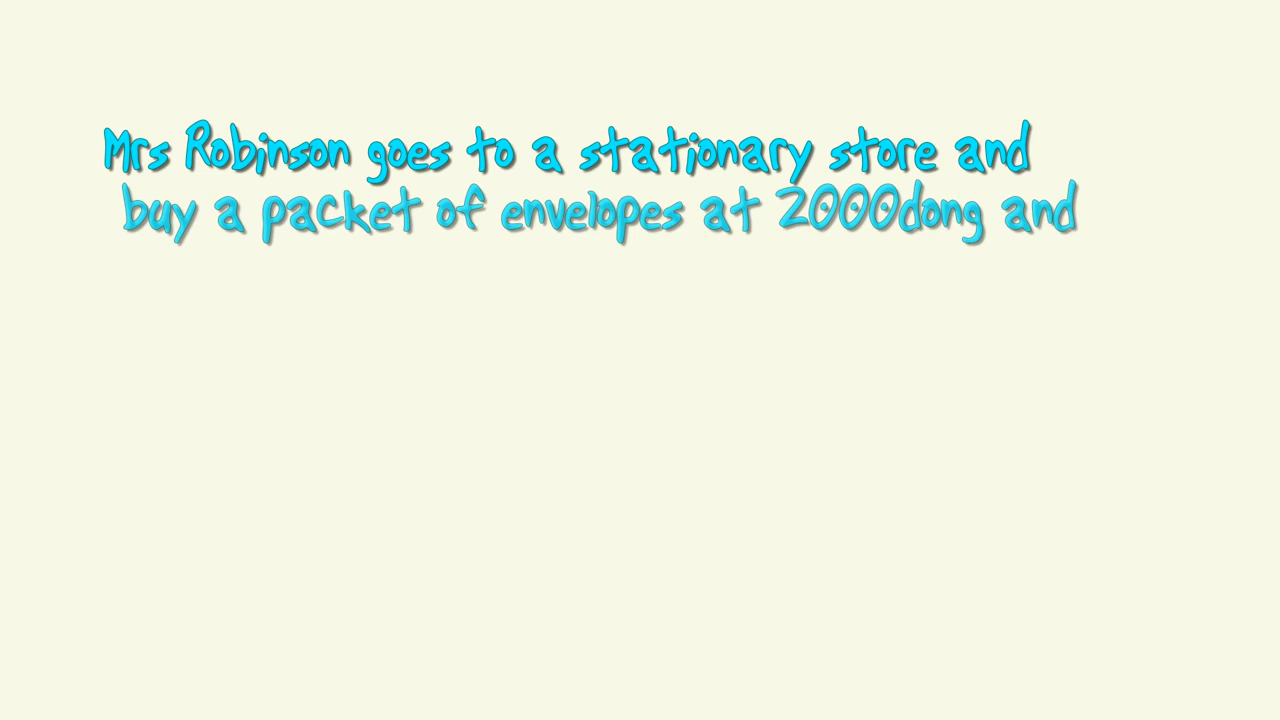 Mrs Robinson goes to a stationary store and
buy a packet of envelopes at 2000dong and